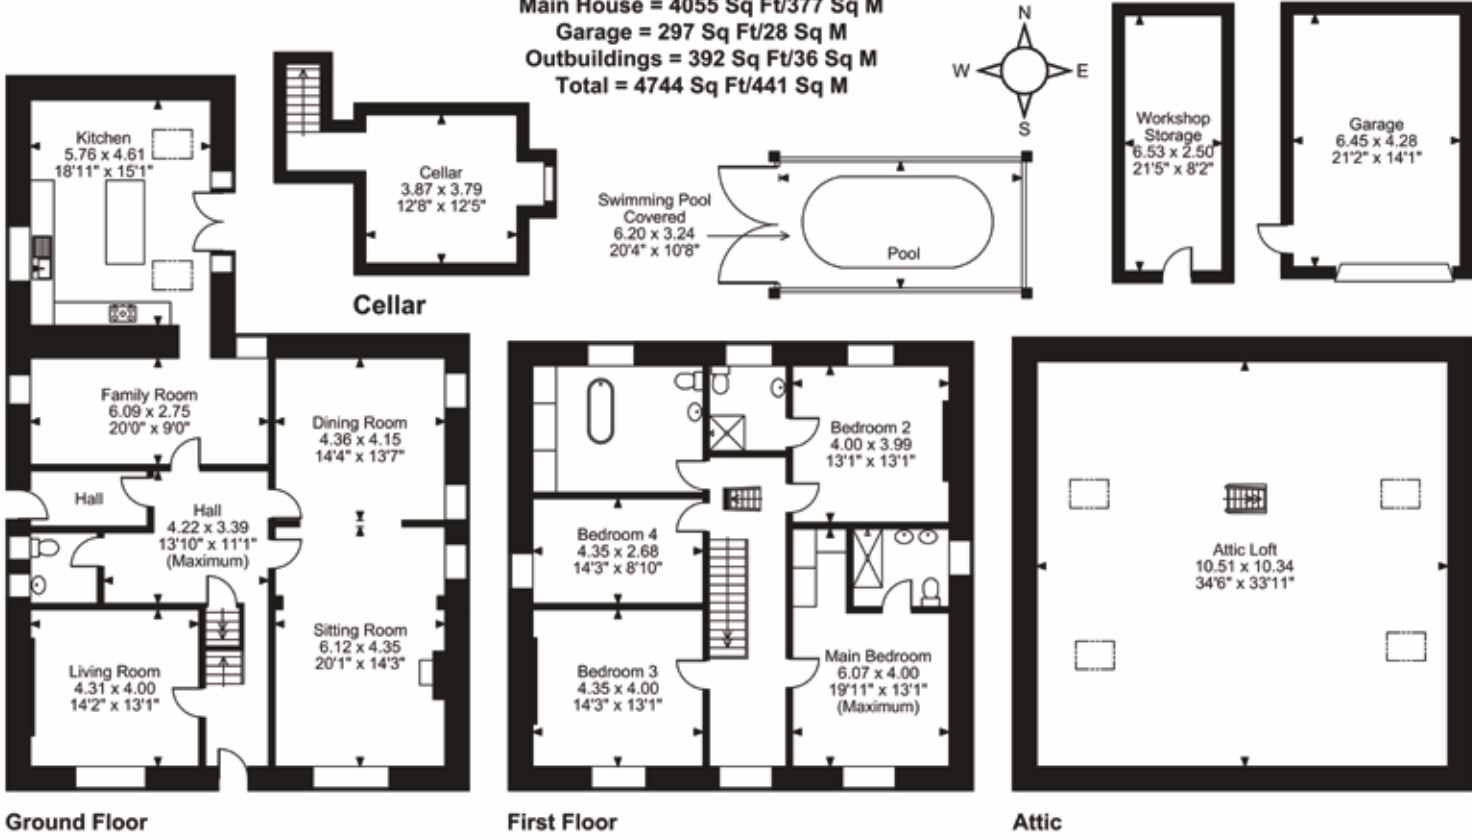 Main House = 4055 Sq Ft/377 Sq M
Garage = 297 Sq Ft/28 Sq M
Outbuildings = 392 Sq Ft/36 Sq M
Total = 4744 Sq Ft/441 Sq M
N
W
E
S
Kitchen
5.76 x 4.61
18'11" x 15'1"
Cellar
3.87 x 3.79
12'8" x 12'5"
Cellar
Swimming Pool
Covered
6.20 x 3.24
20'4" x 10'8"
Pool
Workshop
Storage
6.53 x 2.50
21'5" x 8'2"
Garage
6.45 x 4.28
21'2" x 14'1"
Family Room
6.09 x 2.75
20'0" x 9'0"
Dining Room
4.36 x 4.15
14'4" x 13'7"
Hall
Hall
4.22 x 3.39
13'10" x 11'1"
(Maximum)
Sitting Room
6.12 x 4.35
20'1" x 14'3"
Living Room
4.31 x 4.00
14'2" x 13'1"
Ground Floor
Bedroom 2
4.00 x 3.99
13'1" x 13'1"
Bedroom 4
4.35 x 2.68
14'3" x 8'10"
Bedroom 3
4.35 x 4.00
14'3" x 13'1"
Main Bedroom
6.07 x 4.00
19'11" x 13'1"
(Maximum)
First Floor
Attic Loft
10.51 x 10.34
34'6" x 33'11"
Attic